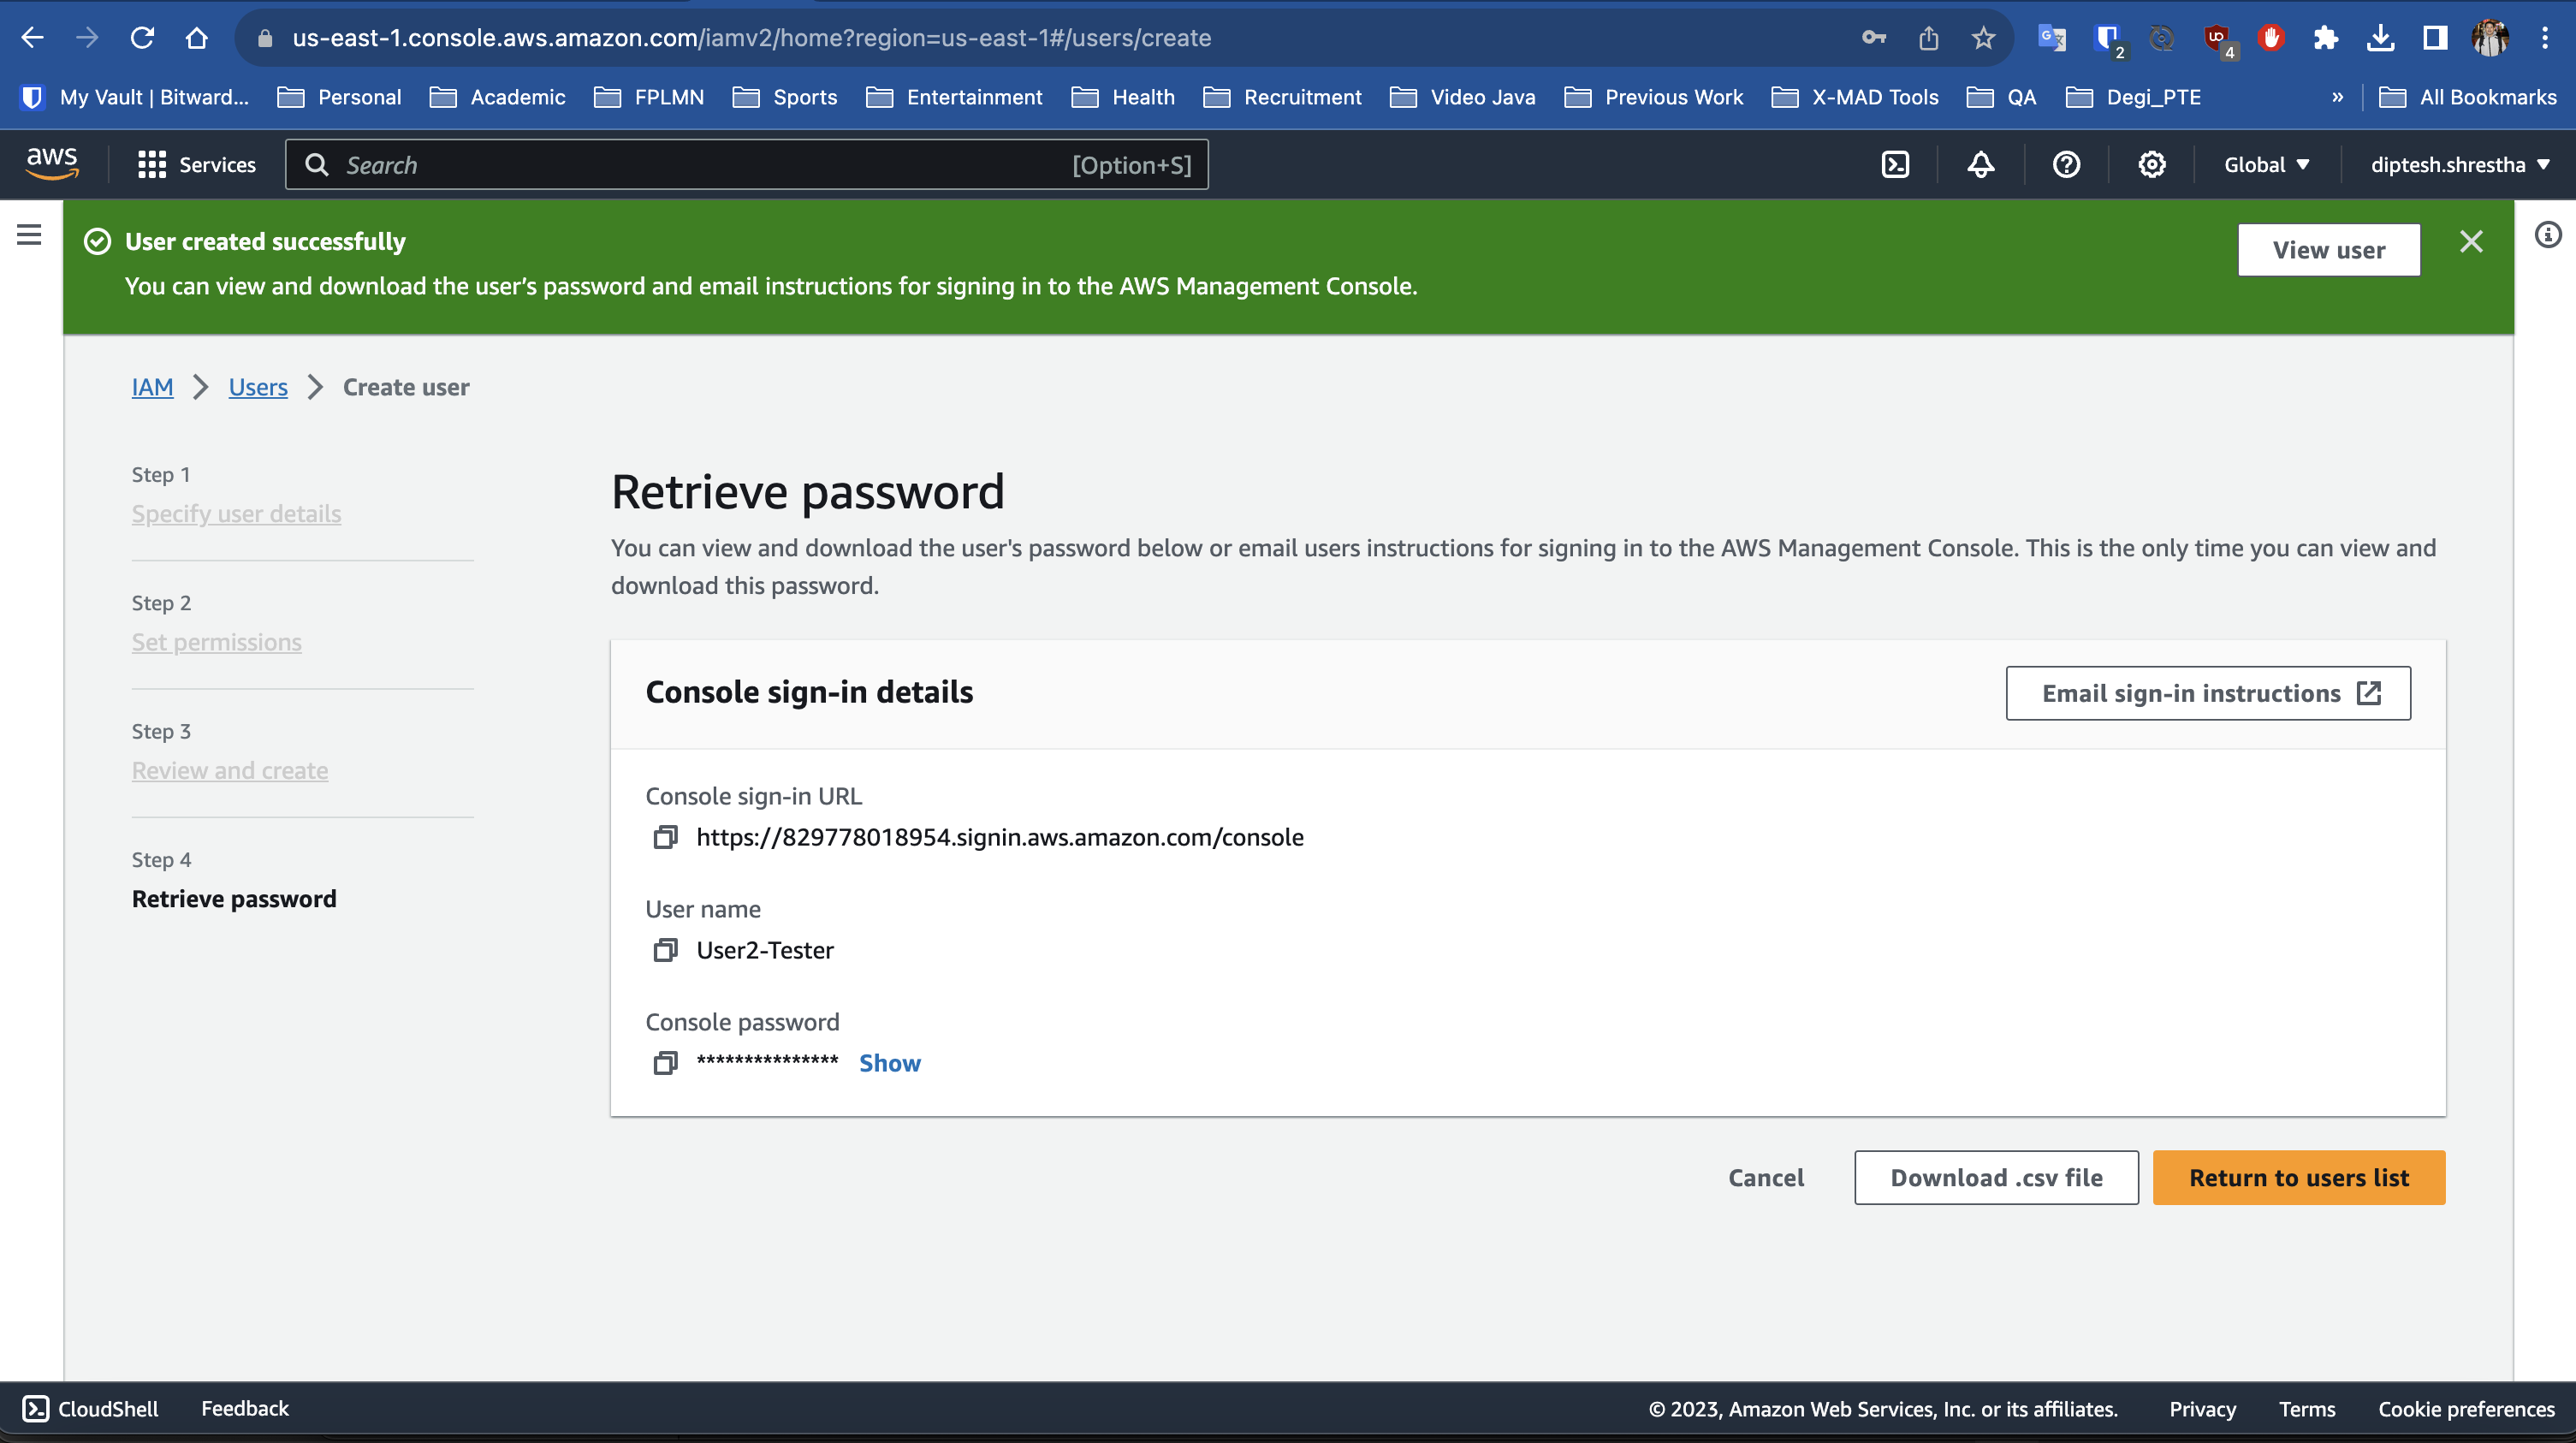 us-east-1.console.aws.amazon.com/iamv2/home?region=us-east-1#/users/create
2
4
My Vault | Bitward...
Personal
Academic
FPLMN
Sports
Entertainment
Health
Recruitment
Video Java
Previous Work
X-MAD Tools
QA
Degi_PTE
»
All Bookmarks
aws
Services
Search
[Option+S]
Global
diptesh.shrestha
User created successfully
You can view and download the user’s password and email instructions for signing in to the AWS Management Console.
View user
IAM
Users
Create user
Step 1
Specify user details
Step 2
Set permissions
Step 3
Review and create
Step 4
Retrieve password
Retrieve password
You can view and download the user's password below or email users instructions for signing in to the AWS Management Console. This is the only time you can view and
download this password.
Console sign-in details
Email sign-in instructions
Console sign-in URL
https://829778018954.signin.aws.amazon.com/console
User name
User2-Tester
Console password
*************** Show
Cancel
Download .csv file
Return to users list
CloudShell
Feedback
© 2023, Amazon Web Services, Inc. or its affiliates.
Privacy
Terms
Cookie preferences